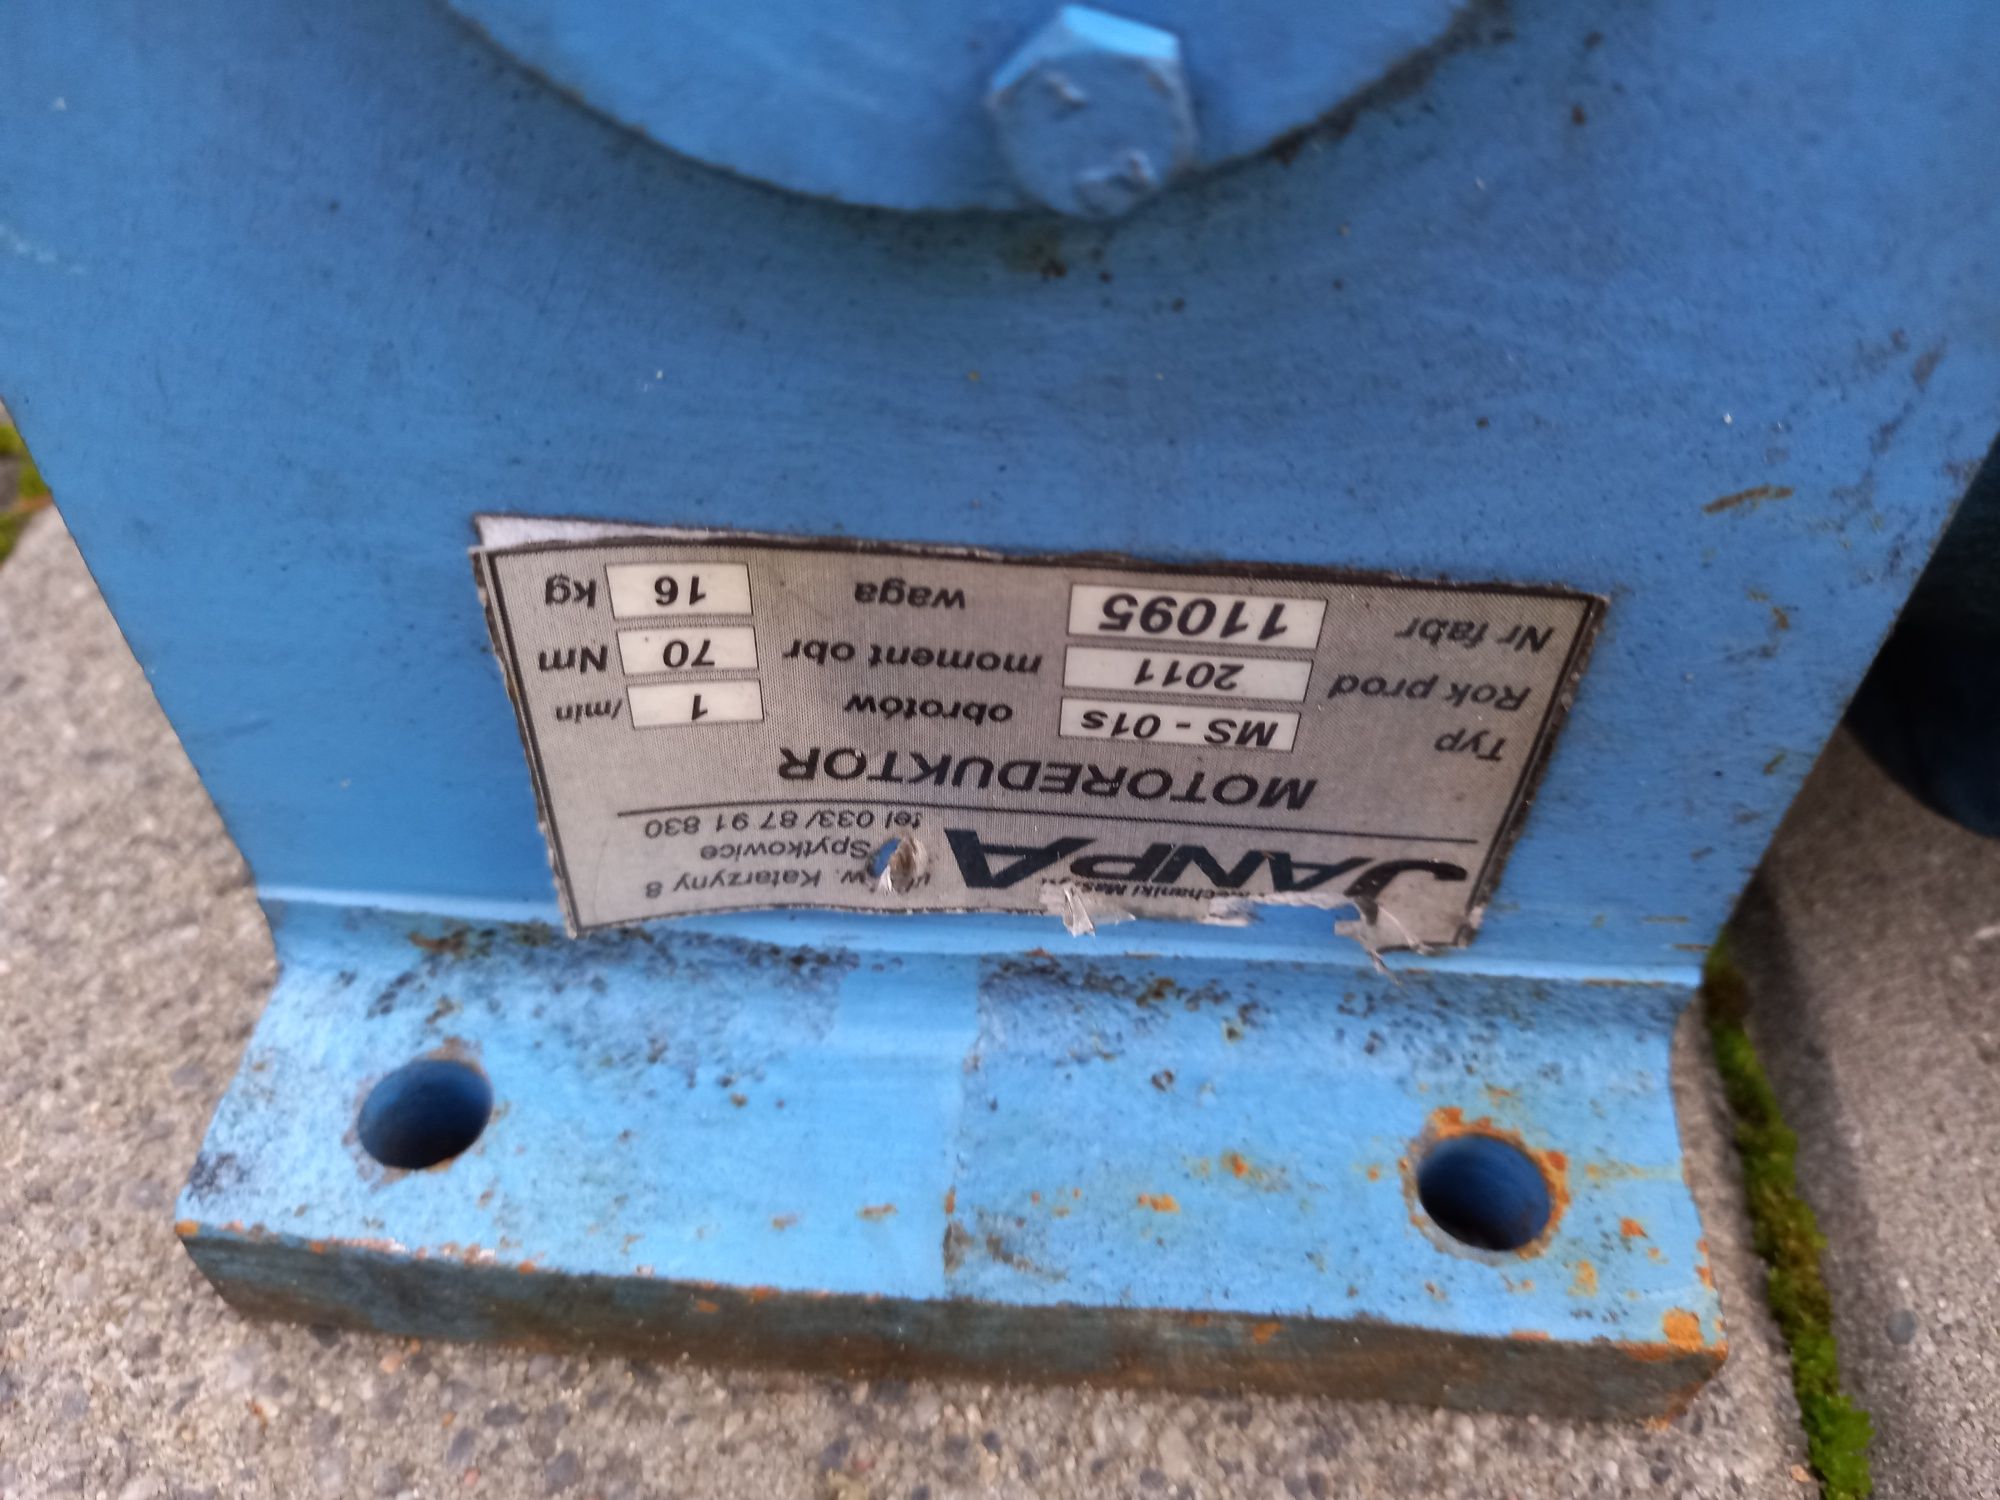 JANPA
w. Katarzyny 8
Spytkowice
tel 033/ 87 91 830
MOTOREDUKTOR
Typ MS - 01s obrotów 1 /min
Rok prod 2011 moment obr 70 Nm
Nr fabr 11095 waga 16 kg